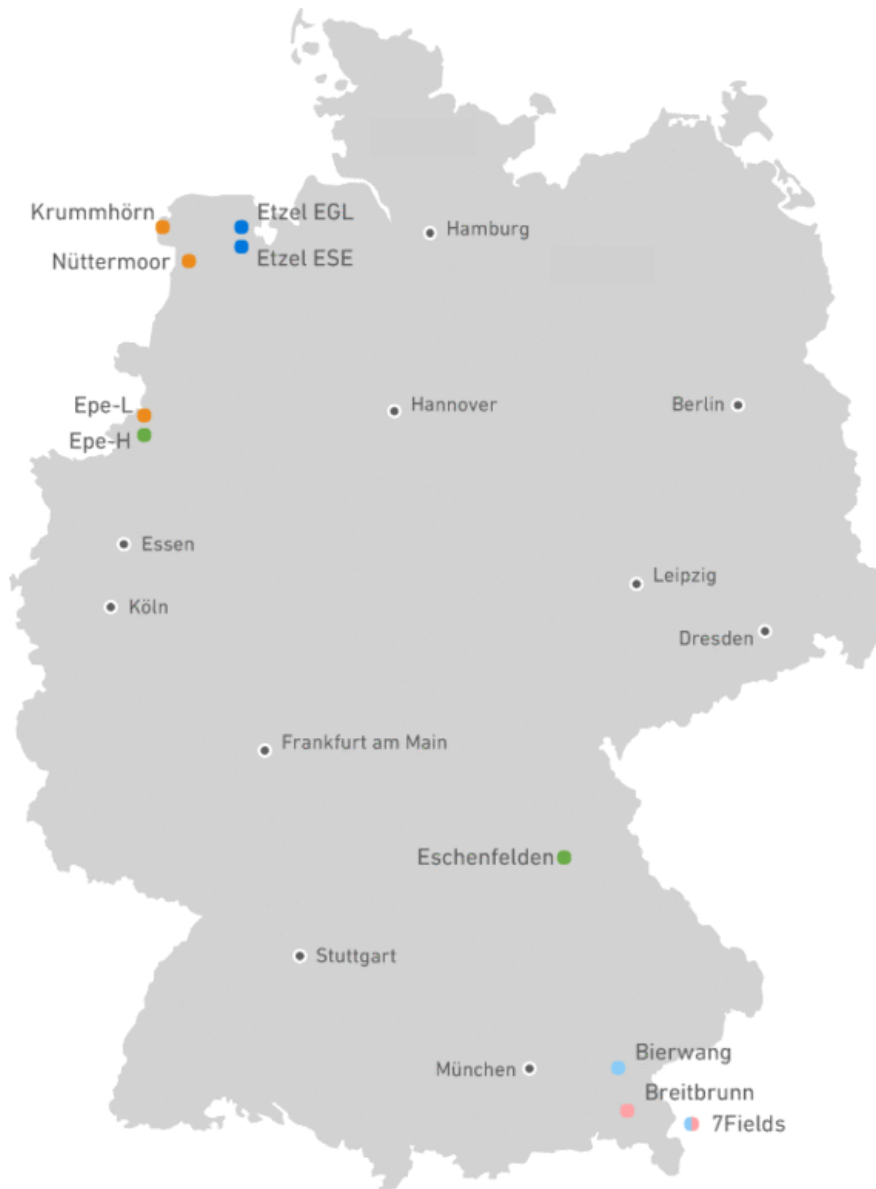 Krummhörn
Etzel EGL
Hamburg
Nüttermoor
Etzel ESE
Epe-L
Hannover
Berlin
Epe-H
Essen
Leipzig
Köln
Dresden
Frankfurt am Main
Eschenfelden
Stuttgart
Bierwang
München
Breitbrunn
7Fields